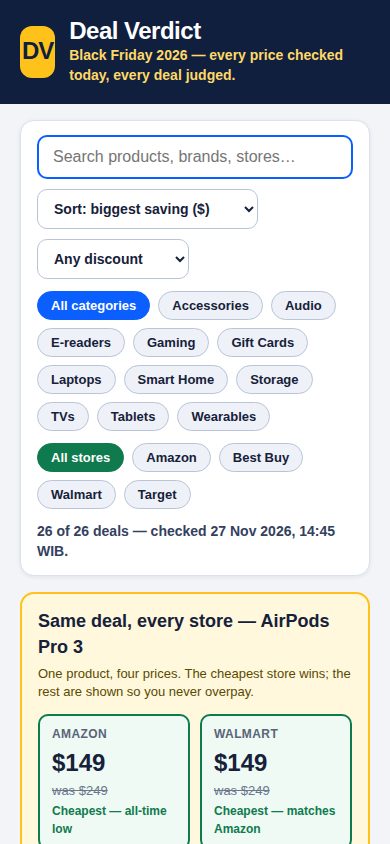 DV
Deal Verdict
Black Friday 2026 — every price checked
today, every deal judged.
Search products, brands, stores…
Sort: biggest saving ($)
Any discount
All categories
Accessories
Audio
E-readers
Gaming
Gift Cards
Laptops
Smart Home
Storage
TVs
Tablets
Wearables
All stores
Amazon
Best Buy
Walmart
Target
26 of 26 deals — checked 27 Nov 2026, 14:45
WIB.
Same deal, every store — AirPods
Pro 3
One product, four prices. The cheapest store wins; the
rest are shown so you never overpay.
AMAZON
$149
was $249
Cheapest — all-time
low
WALMART
$149
was $249
Cheapest — matches
Amazon